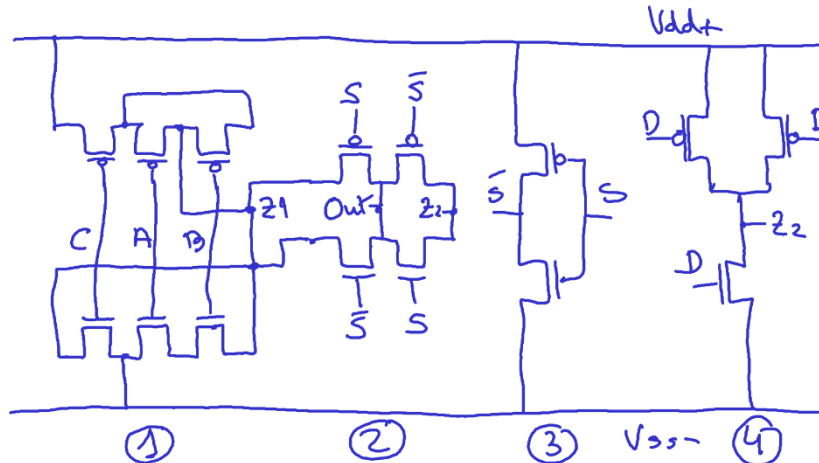 Vdd+
S S̅
D D
Z1 Out Z2 S̅ S
C A B
Z2
D
S̅ S
1 2 3 Vss- 4